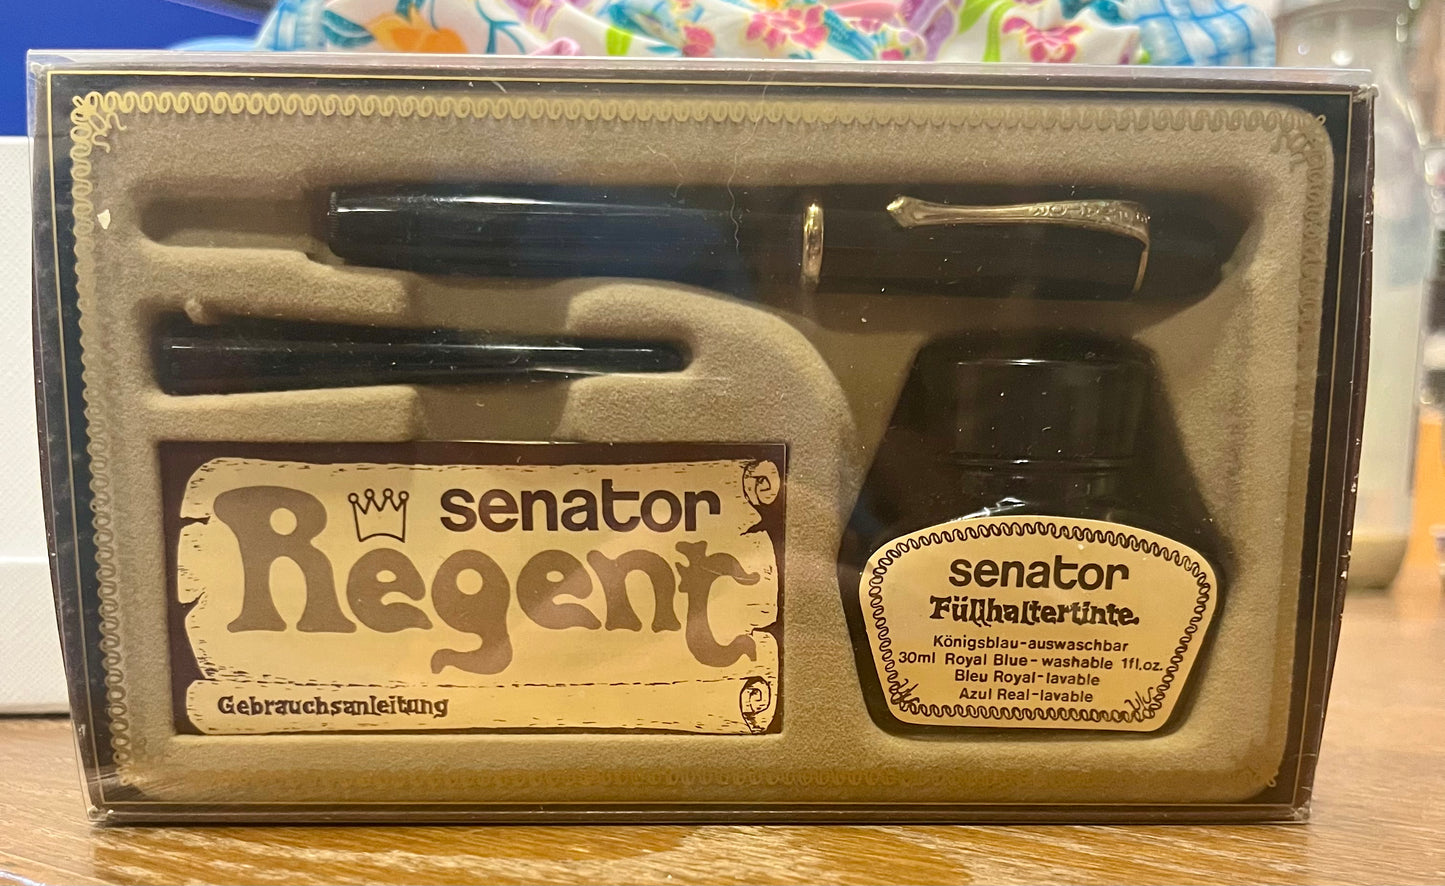 senator
Regent
Gebrauchsanleitung
senator
Füllhaltertinte.
Königsblau-auswaschbar
30ml Royal Blue-washable 1fl.oz.
Bleu Royal-lavable
Azul Real-lavable